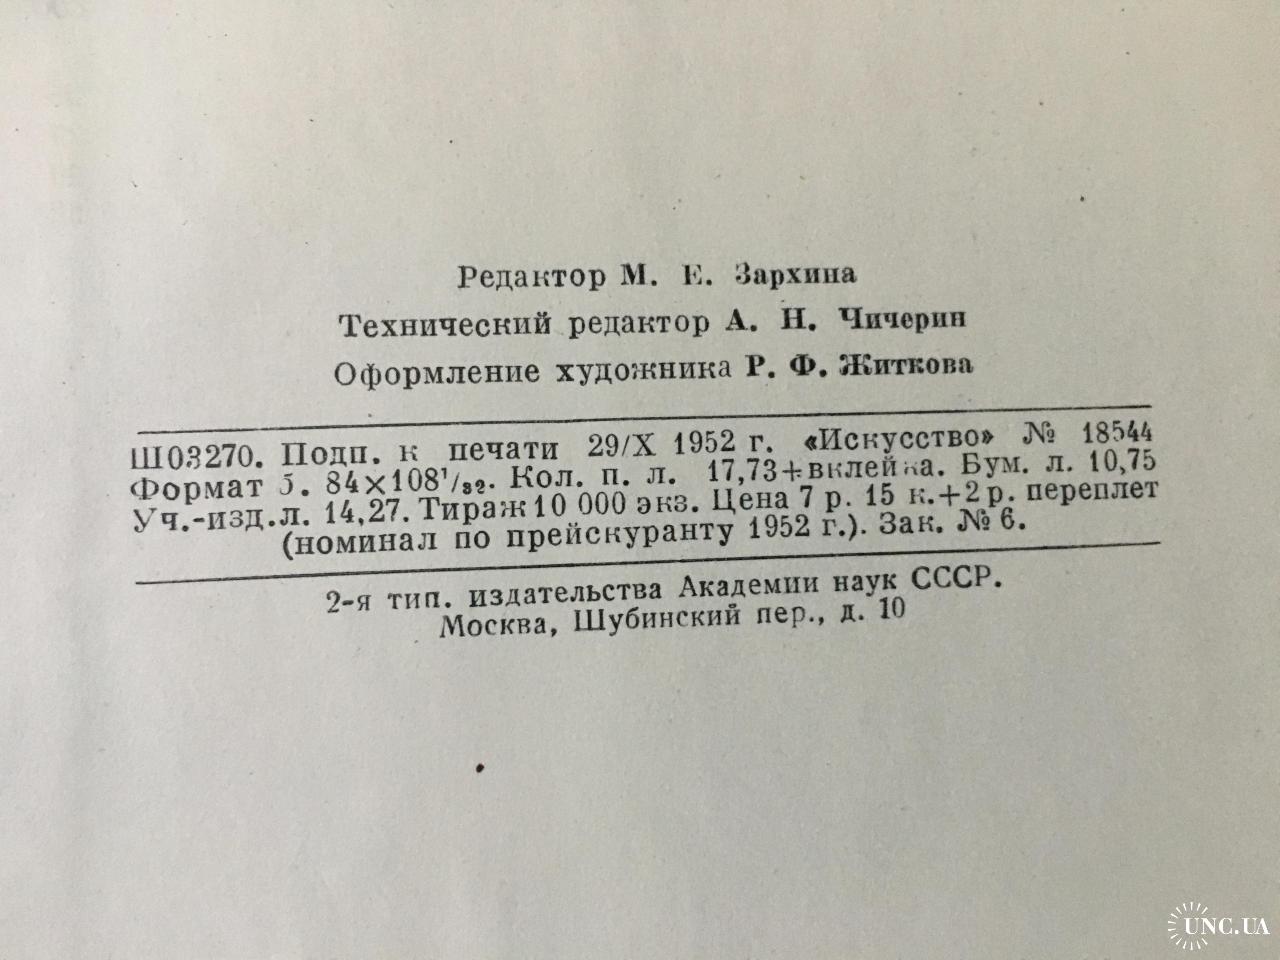 Редактор М. Е. Зархина
Технический редактор А. Н. Чичерин
Оформление художника Р. Ф. Житкова
Ш03270. Подп. к печати 29/X 1952 г. «Искусство» № 18544
Формат б. 84×108¹/₃₂. Кол. п. л. 17,73+вклейка. Бум. л. 10,75
Уч.-изд.л. 14,27. Тираж 10 000 экз. Цена 7 р. 15 к.+2 р. переплет
(номинал по прейскуранту 1952 г.). Зак. № 6.
2-я тип. издательства Академии наук СССР.
Москва, Шубинский пер., д. 10
UNC.UA